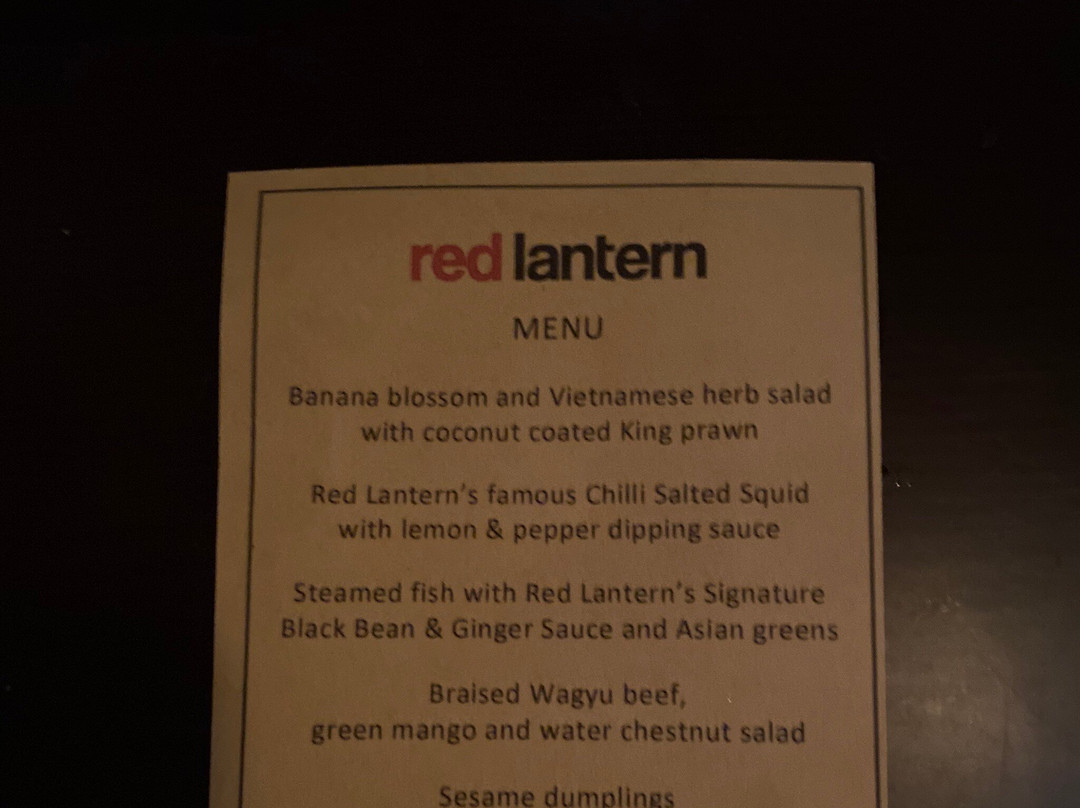 red lantern
MENU
Banana blossom and Vietnamese herb salad
with coconut coated King prawn
Red Lantern's famous Chilli Salted Squid
with lemon & pepper dipping sauce
Steamed fish with Red Lantern's Signature
Black Bean & Ginger Sauce and Asian greens
Braised Wagyu beef,
green mango and water chestnut salad
Sesame dumplings